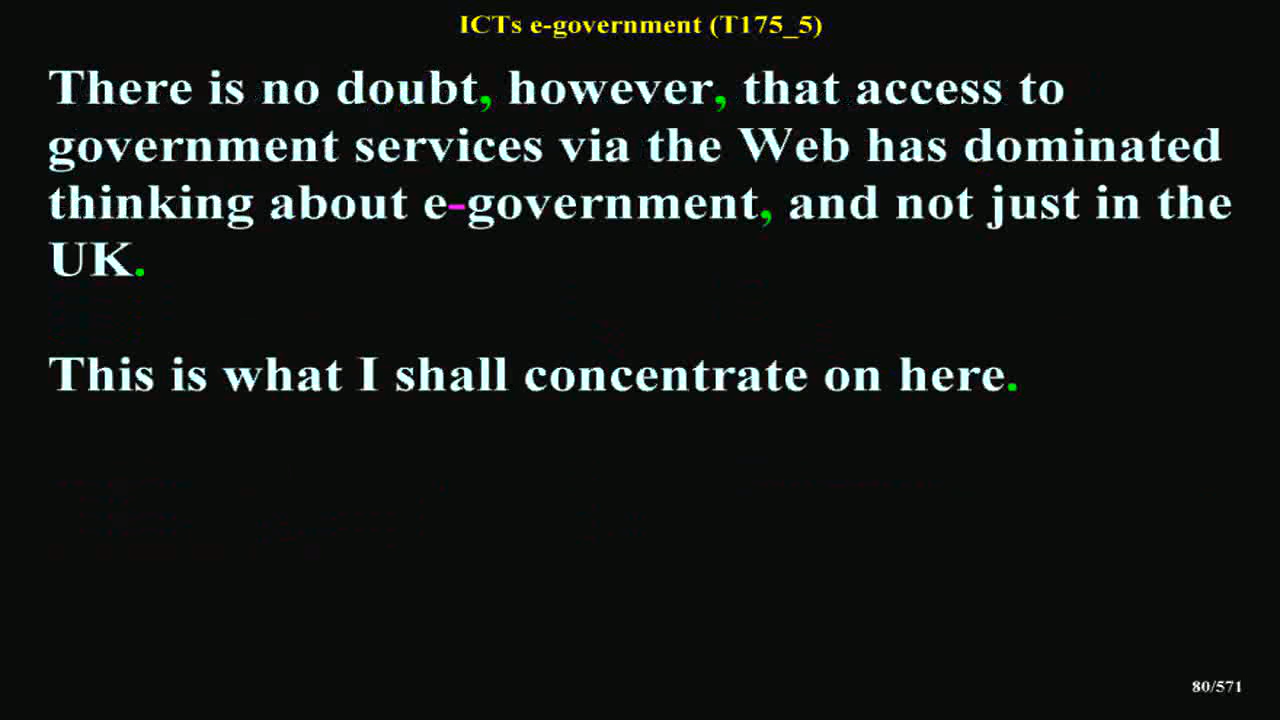 ICTs e-government (T175_5)
There is no doubt, however, that access to
government services via the Web has dominated
thinking about e-government, and not just in the
UK.
This is what I shall concentrate on here.
80/571